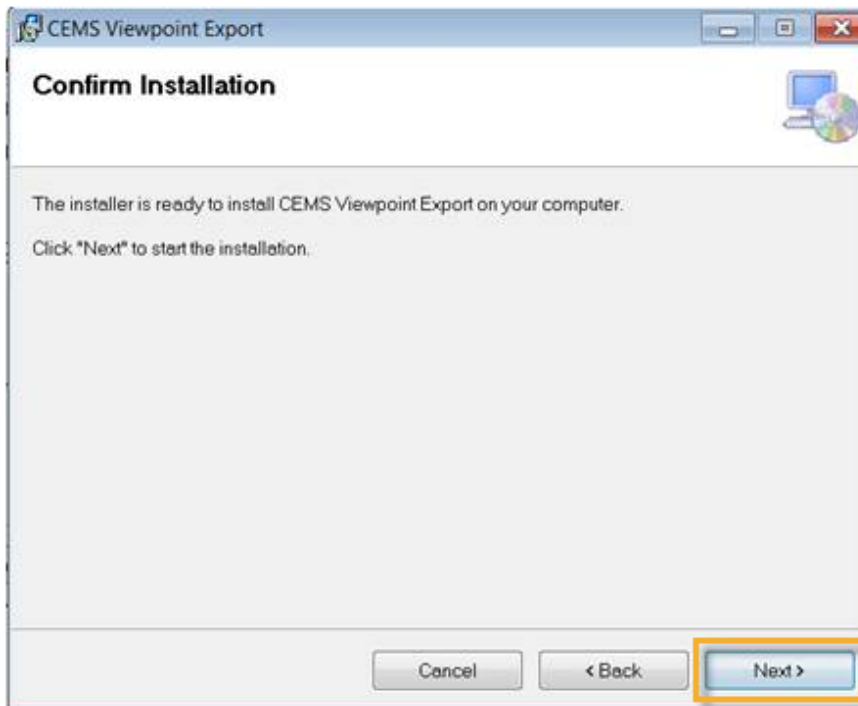 CEMS Viewpoint Export
Confirm Installation
The installer is ready to install CEMS Viewpoint Export on your computer.
Click "Next" to start the installation.
Cancel
< Back
Next >